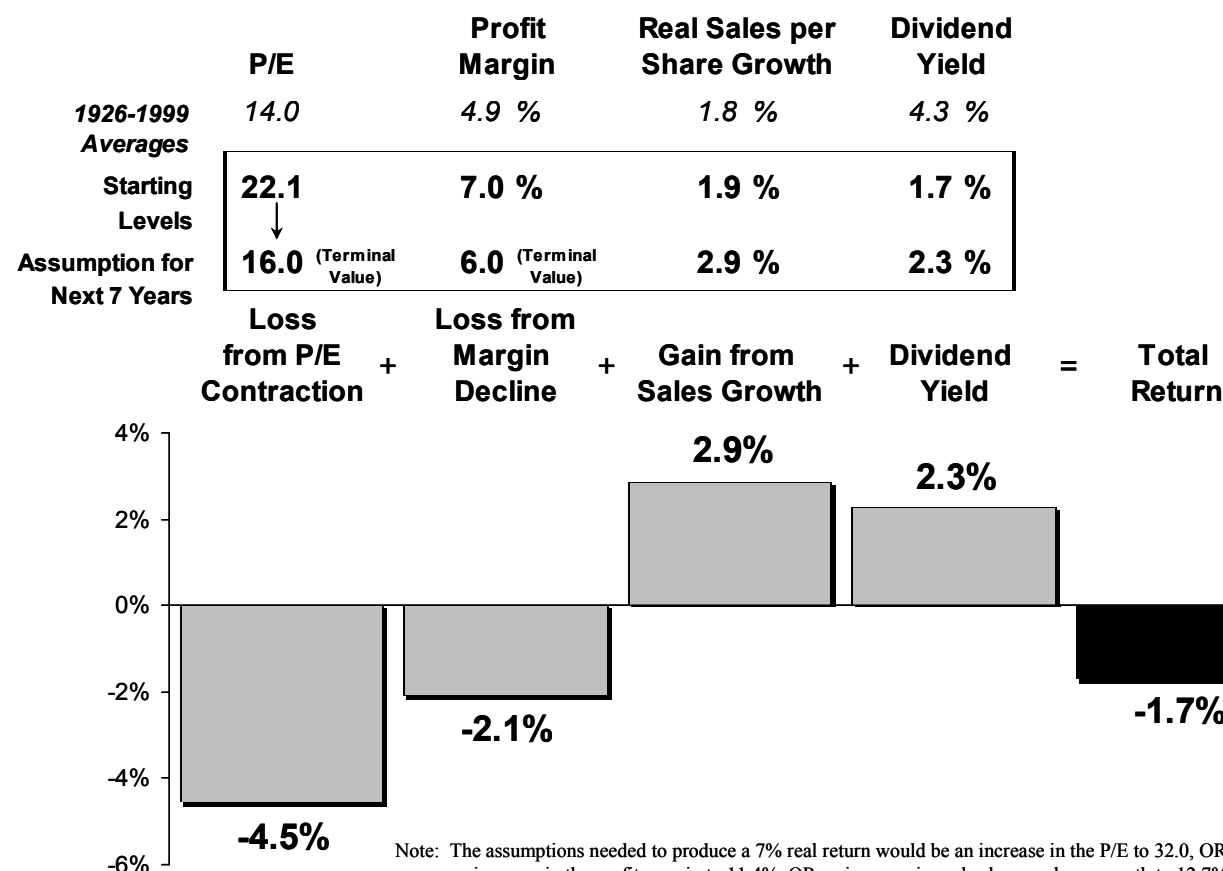 Profit Real Sales per Dividend
P/E Margin Share Growth Yield
1926-1999 14.0 4.9 % 1.8 % 4.3 %
Averages
Starting 22.1 7.0 % 1.9 % 1.7 %
Levels
Assumption for 16.0 (Terminal Value) 6.0 (Terminal Value) 2.9 % 2.3 %
Next 7 Years
Loss Loss from
from P/E + Margin + Gain from + Dividend = Total
Contraction Decline Sales Growth Yield Return
4%
2.9%
2.3%
2%
0%
-2%
-2.1%
-1.7%
-4%
-4.5%
-6%
Note: The assumptions needed to produce a 7% real return would be an increase in the P/E to 32.0, OR